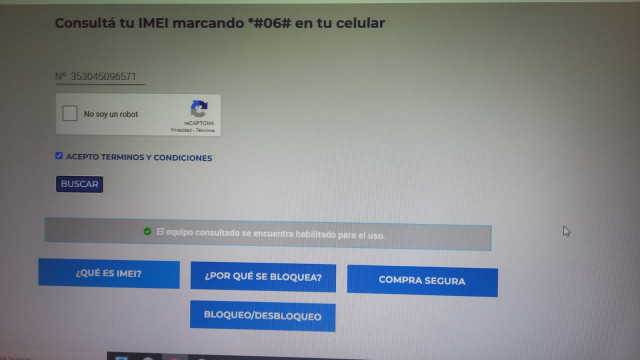 Consultá tu IMEI marcando *#06# en tu celular
Nº 353045096571
No soy un robot
reCAPTCHA
Privacidad - Términos
ACEPTO TERMINOS Y CONDICIONES
BUSCAR
El equipo consultado se encuentra habilitado para el uso.
¿QUÉ ES IMEI?
¿POR QUÉ SE BLOQUEA?
COMPRA SEGURA
BLOQUEO/DESBLOQUEO